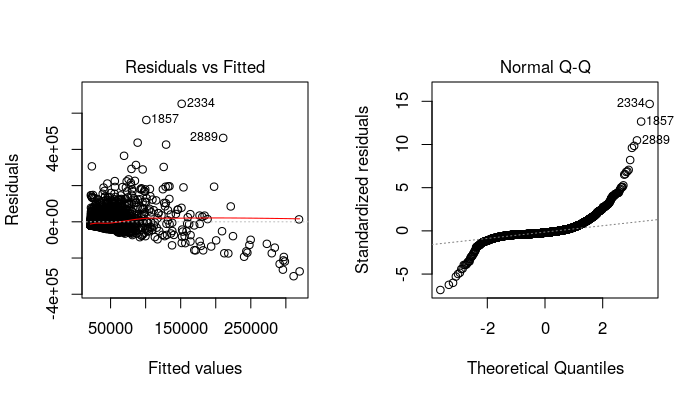 Residuals vs Fitted
2334
1857
2889
-4e+05
0e+00
4e+05
Residuals
50000
150000
250000
Fitted values
Normal Q-Q
2334
1857
2889
15
10
5
0
-5
Standardized residuals
-2
0
2
Theoretical Quantiles